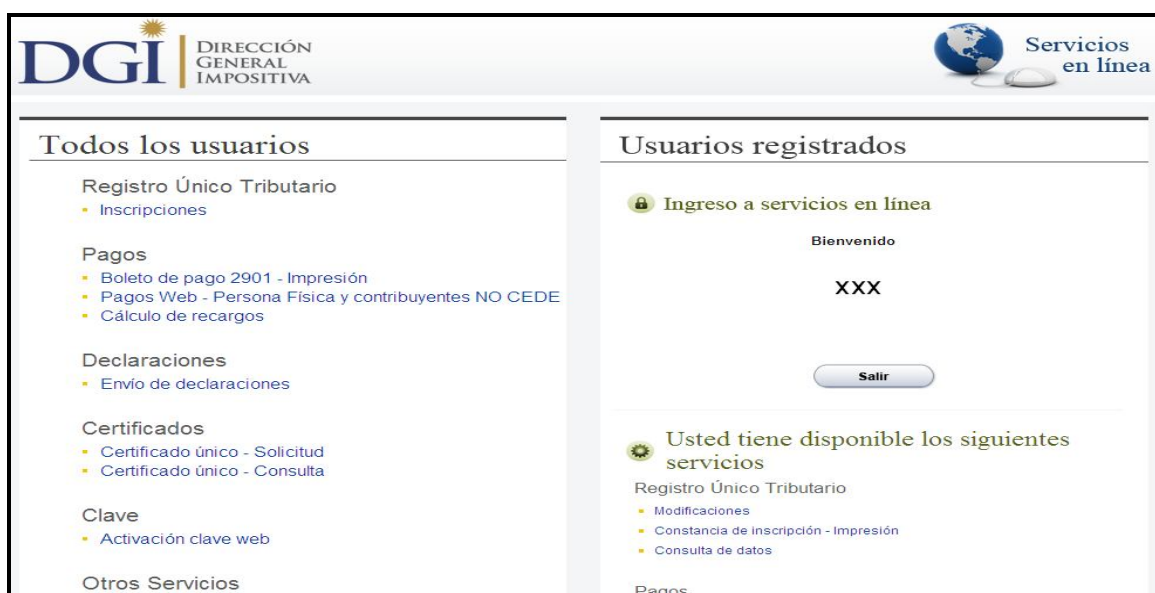 DGI
DIRECCIÓN
GENERAL
IMPOSITIVA
Servicios
en línea
Todos los usuarios
Registro Único Tributario
Inscripciones
Pagos
Boleto de pago 2901 - Impresión
Pagos Web - Persona Física y contribuyentes NO CEDE
Cálculo de recargos
Declaraciones
Envío de declaraciones
Certificados
Certificado único - Solicitud
Certificado único - Consulta
Clave
Activación clave web
Otros Servicios
Usuarios registrados
Ingreso a servicios en línea
Bienvenido
XXX
Salir
Usted tiene disponible los siguientes
servicios
Registro Único Tributario
Modificaciones
Constancia de inscripción - Impresión
Consulta de datos
Pagos